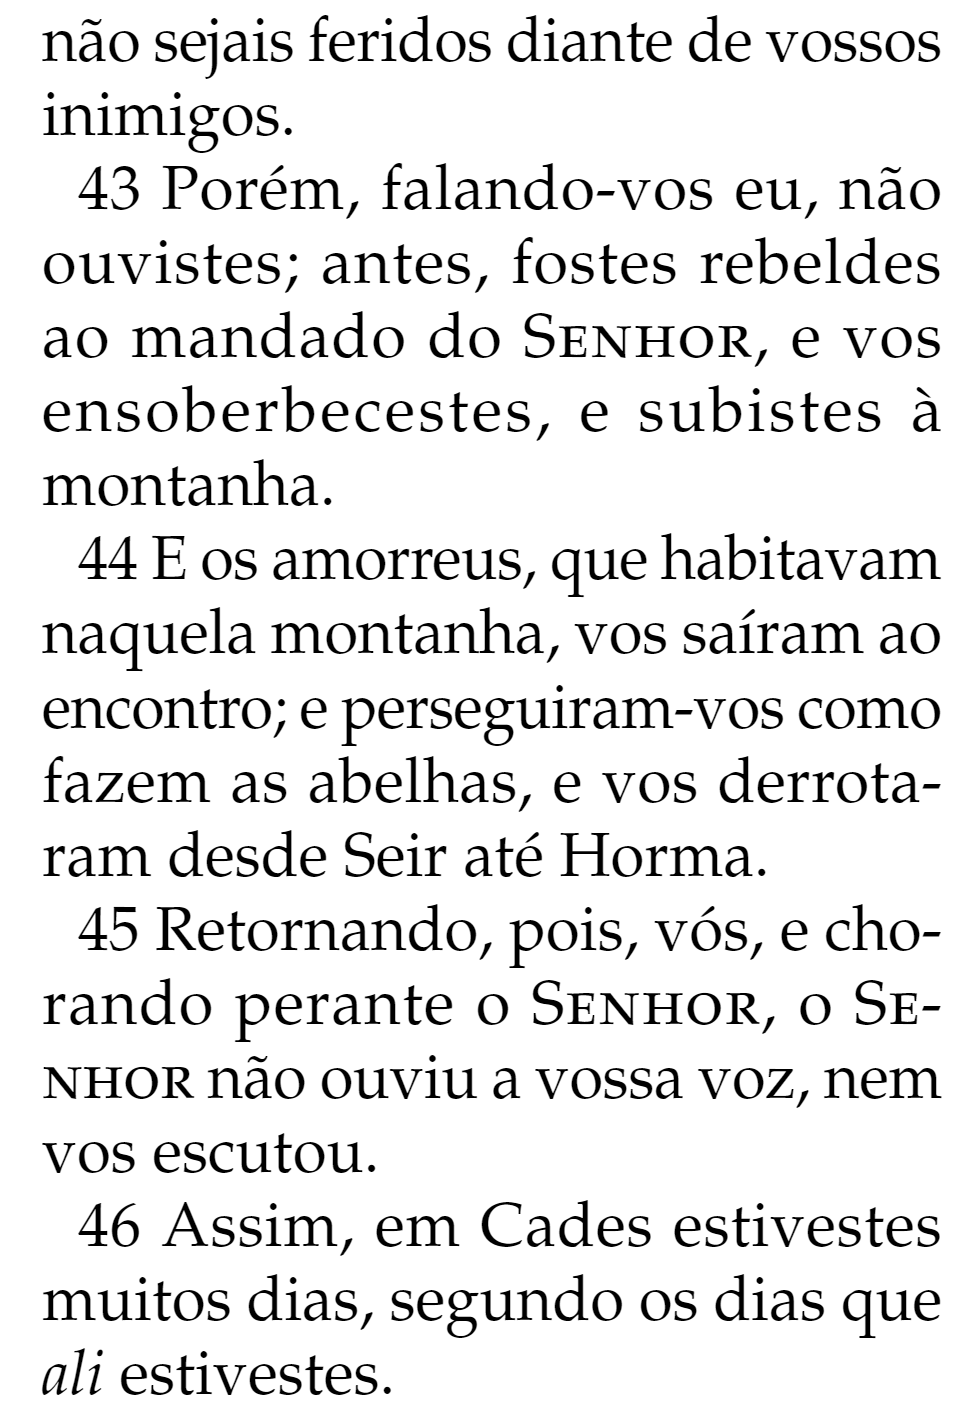 não sejais feridos diante de vossos
inimigos.
43 Porém, falando-vos eu, não
ouvistes; antes, fostes rebeldes
ao mandado do SENHOR, e vos
ensoberbecestes, e subistes à
montanha.
44 E os amorreus, que habitavam
naquela montanha, vos saíram ao
encontro; e perseguiram-vos como
fazem as abelhas, e vos derrota-
ram desde Seir até Horma.
45 Retornando, pois, vós, e cho-
rando perante o SENHOR, o SE-
NHOR não ouviu a vossa voz, nem
vos escutou.
46 Assim, em Cades estivestes
muitos dias, segundo os dias que
ali estivestes.